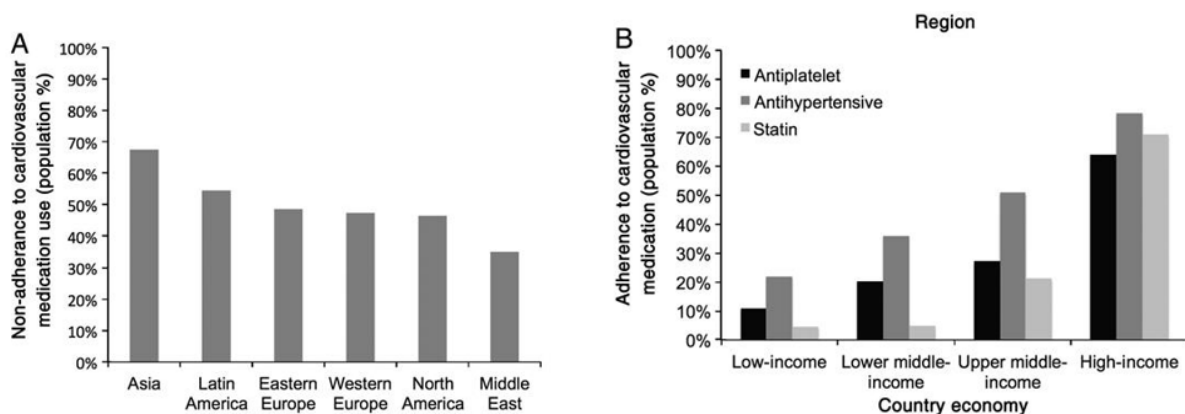 A
Non-adherance to cardiovascular
medication use (population %)
100%
90%
80%
70%
60%
50%
40%
30%
20%
10%
0%
Asia
Latin
America
Eastern
Europe
Western
Europe
North
America
Middle
East
Region
B
Adherence to cardiovascular
medication (population %)
100%
90%
80%
70%
60%
50%
40%
30%
20%
10%
0%
Antiplatelet
Antihypertensive
Statin
Low-income
Lower middle-
income
Upper middle-
income
High-income
Country economy